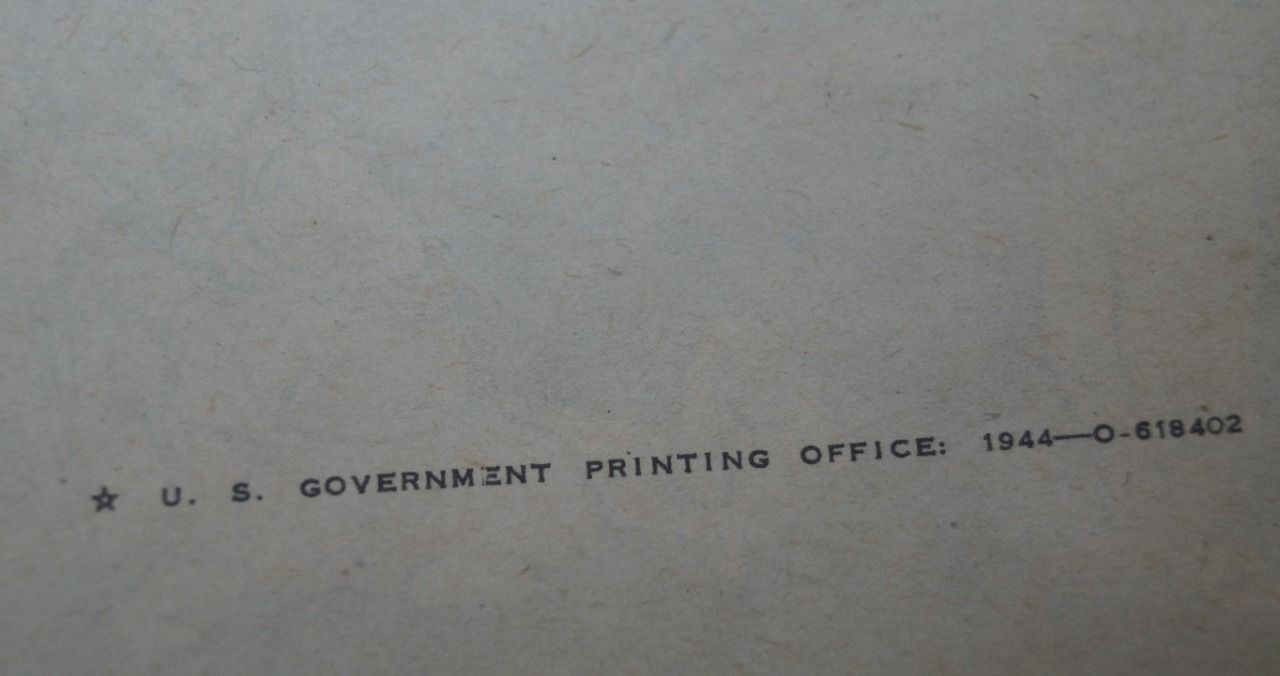 ☆ U. S. GOVERNMENT PRINTING OFFICE: 1944—O-618402